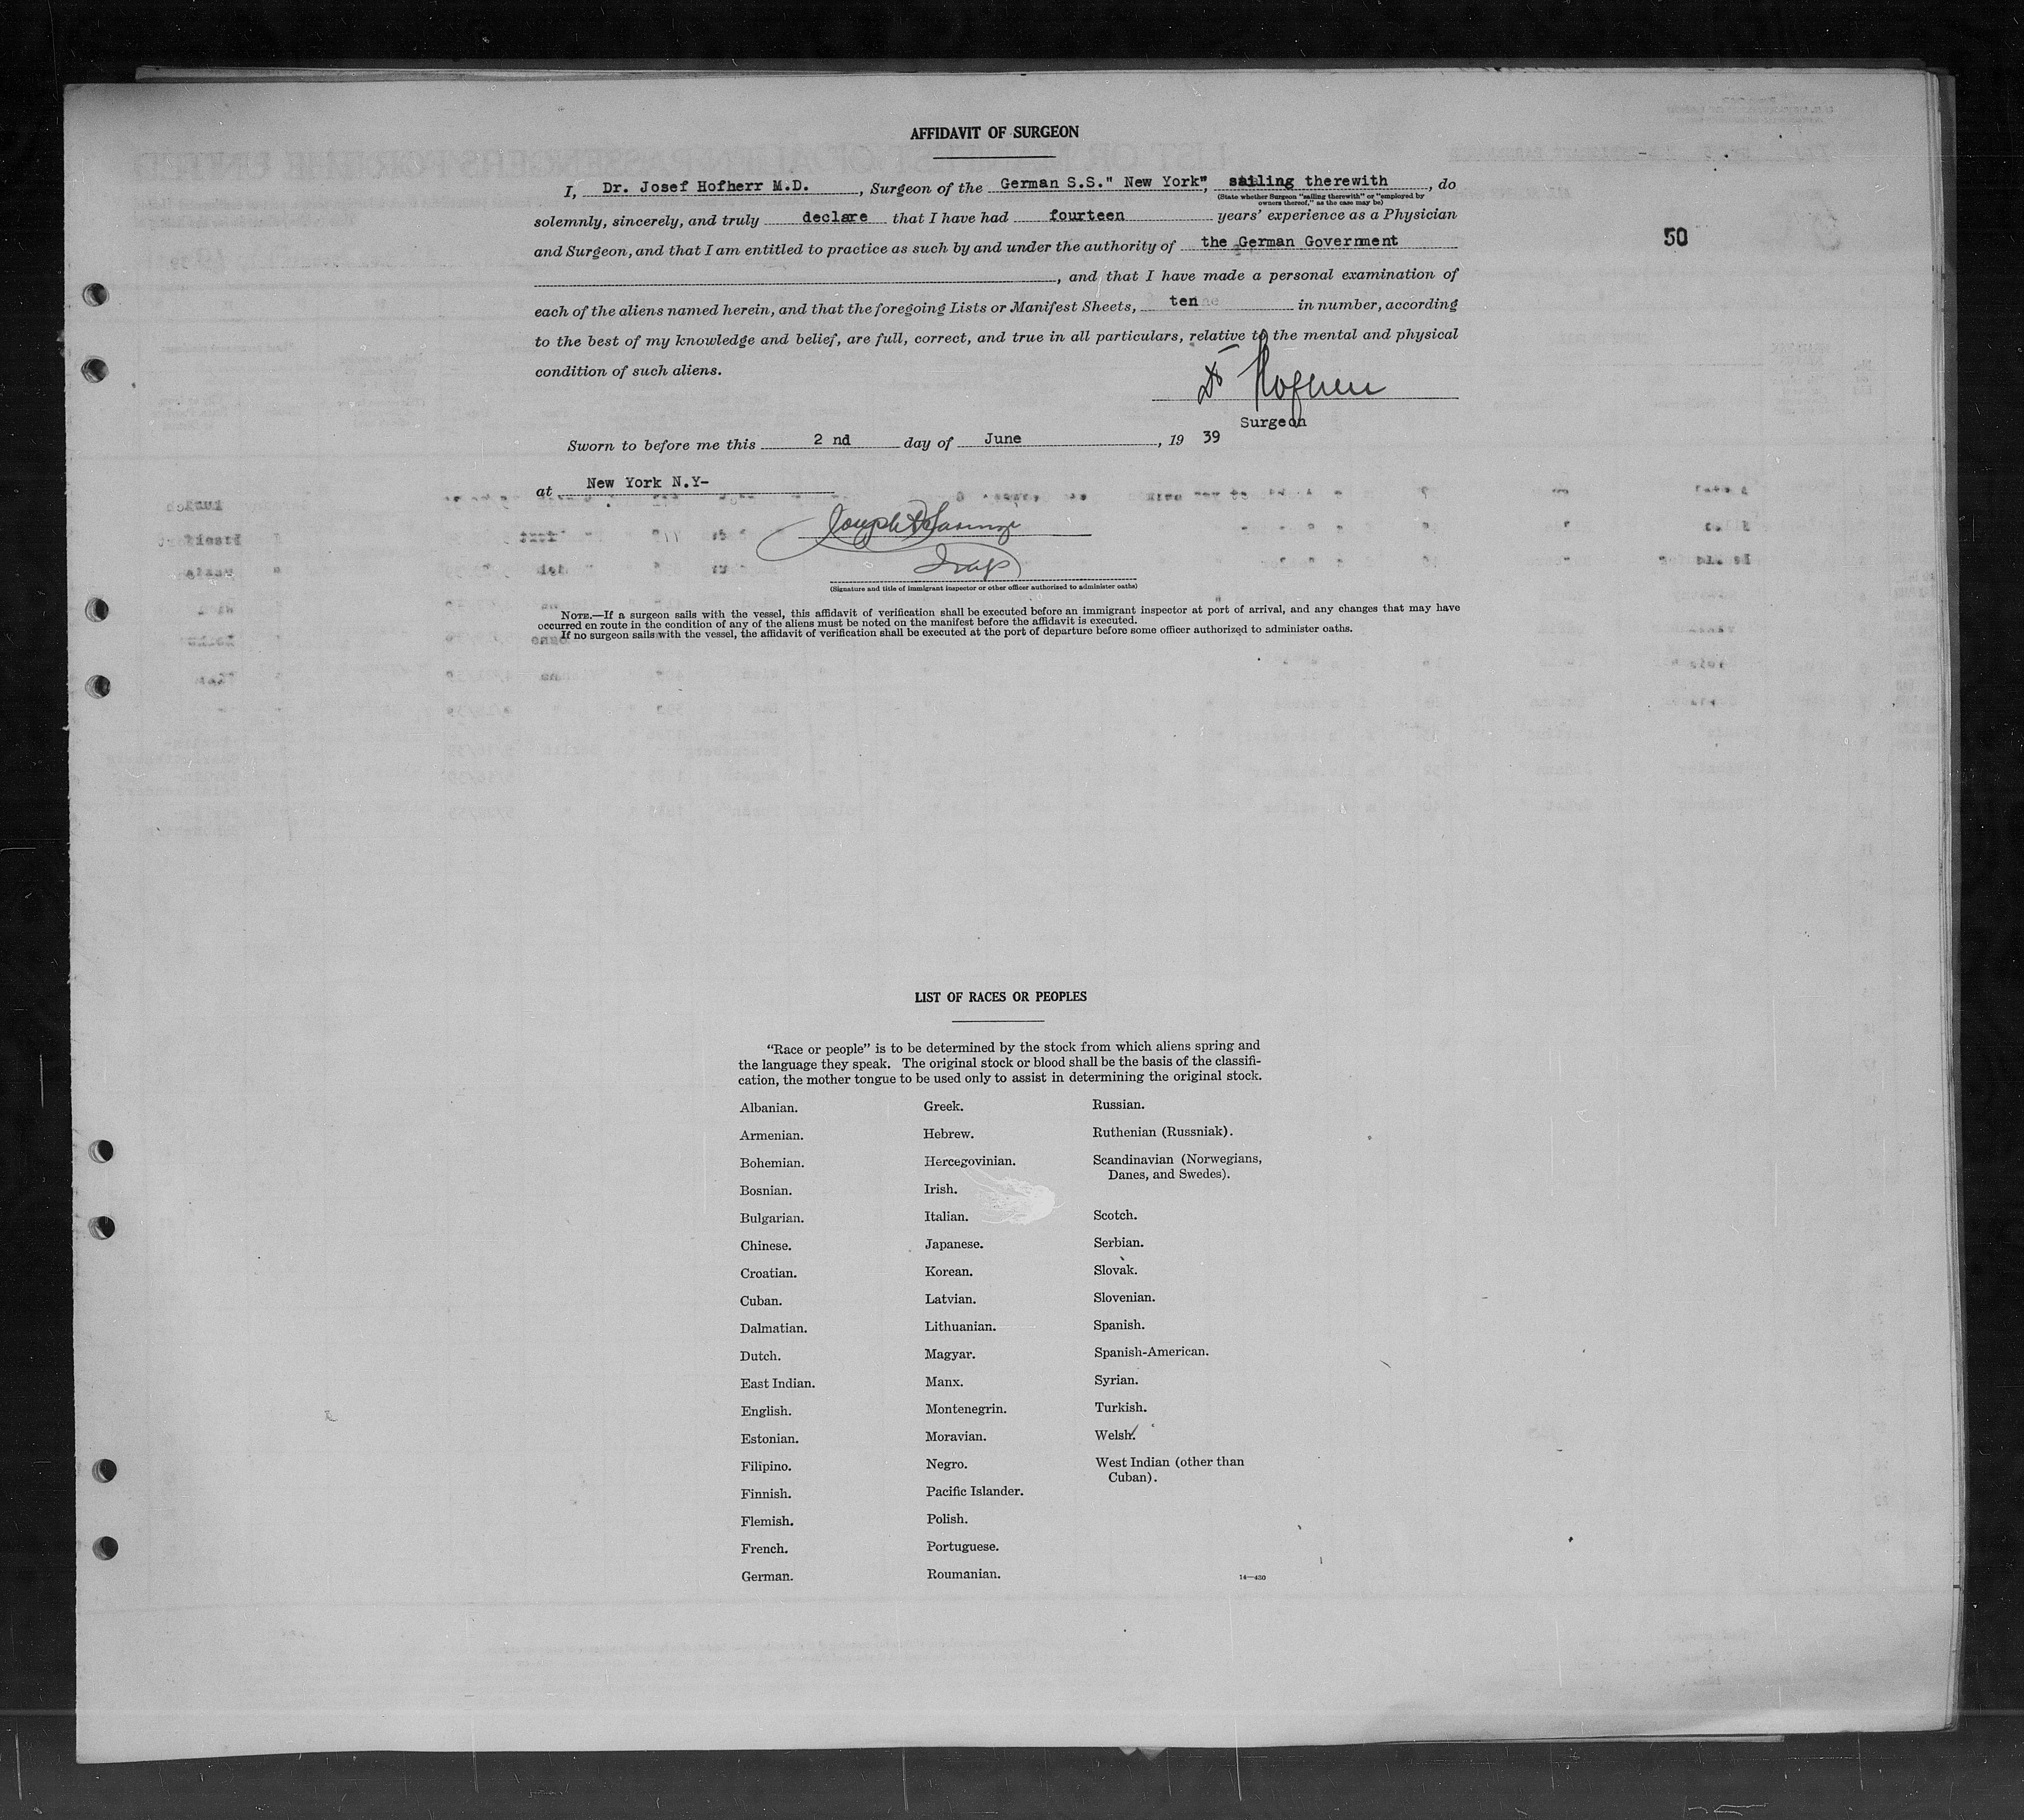 AFFIDAVIT OF SURGEON
I, Dr. Josef Hofherr M.D. , Surgeon of the German S.S." New York", sailing therewith , do
(State whether Surgeon "sailing therewith" or "employed by
owners thereof," as the case may be)
solemnly, sincerely, and truly declare that I have had fourteen years' experience as a Physician
and Surgeon, and that I am entitled to practice as such by and under the authority of the German Government
50
, and that I have made a personal examination of
each of the aliens named herein, and that the foregoing Lists or Manifest Sheets, ten in number, according
to the best of my knowledge and belief, are full, correct, and true in all particulars, relative to the mental and physical
condition of such aliens.
Dr Hofherr
Surgeon
Sworn to before me this 2 nd day of June , 19 39
at New York N.Y-
Joseph
Insp
(Signature and title of immigrant inspector or other officer authorized to administer oaths)
NOTE.—If a surgeon sails with the vessel, this affidavit of verification shall be executed before an immigrant inspector at port of arrival, and any changes that may have
occurred en route in the condition of any of the aliens must be noted on the manifest before the affidavit is executed.
If no surgeon sails with the vessel, the affidavit of verification shall be executed at the port of departure before some officer authorized to administer oaths.
LIST OF RACES OR PEOPLES
"Race or people" is to be determined by the stock from which aliens spring and
the language they speak. The original stock or blood shall be the basis of the classifi-
cation, the mother tongue to be used only to assist in determining the original stock.
Albanian.
Armenian.
Bohemian.
Bosnian.
Bulgarian.
Chinese.
Croatian.
Cuban.
Dalmatian.
Dutch.
East Indian.
English.
Estonian.
Filipino.
Finnish.
Flemish.
French.
German.
Greek.
Hebrew.
Hercegovinian.
Irish.
Italian.
Japanese.
Korean.
Latvian.
Lithuanian.
Magyar.
Manx.
Montenegrin.
Moravian.
Negro.
Pacific Islander.
Polish.
Portuguese.
Roumanian.
Russian.
Ruthenian (Russniak).
Scandinavian (Norwegians,
Danes, and Swedes).
Scotch.
Serbian.
Slovak.
Slovenian.
Spanish.
Spanish-American.
Syrian.
Turkish.
Welsh.
West Indian (other than
Cuban).
14—430